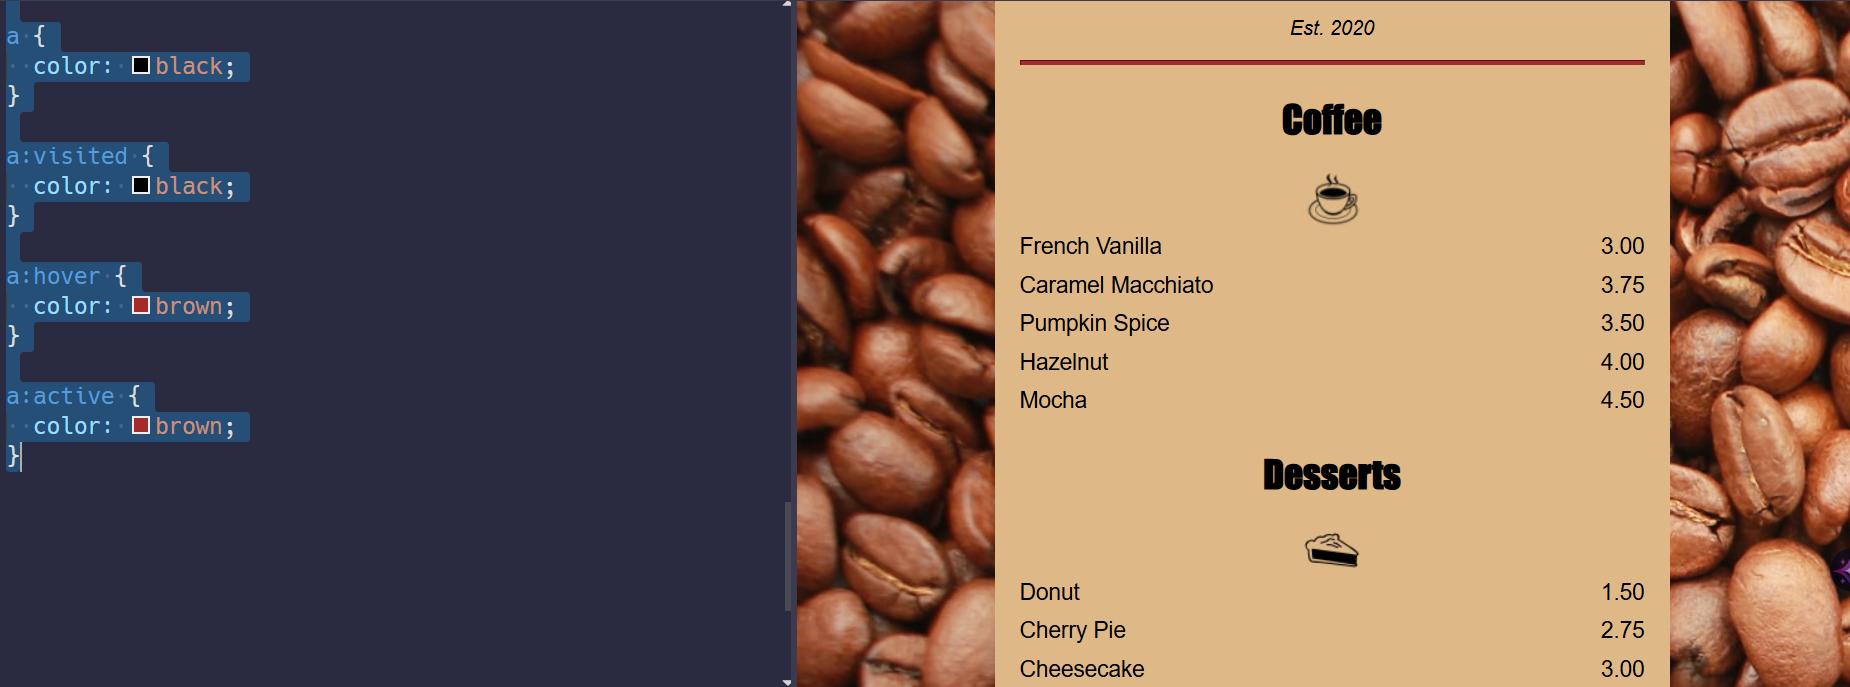 a {
color: black;
}
a:visited {
color: black;
}
a:hover {
color: brown;
}
a:active {
color: brown;
}
Est. 2020
Coffee
French Vanilla 3.00
Caramel Macchiato 3.75
Pumpkin Spice 3.50
Hazelnut 4.00
Mocha 4.50
Desserts
Donut 1.50
Cherry Pie 2.75
Cheesecake 3.00